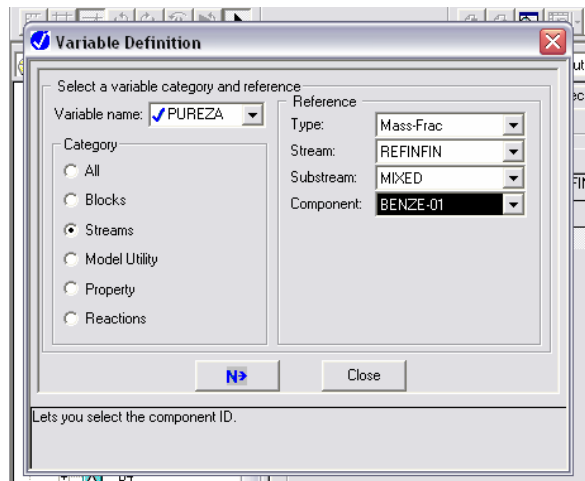 Variable Definition
Select a variable category and reference
Variable name: PUREZA
Category
All
Blocks
Streams
Model Utility
Property
Reactions
Reference
Type: Mass-Frac
Stream: REFINFIN
Substream: MIXED
Component: BENZE-01
N
Close
Lets you select the component ID.